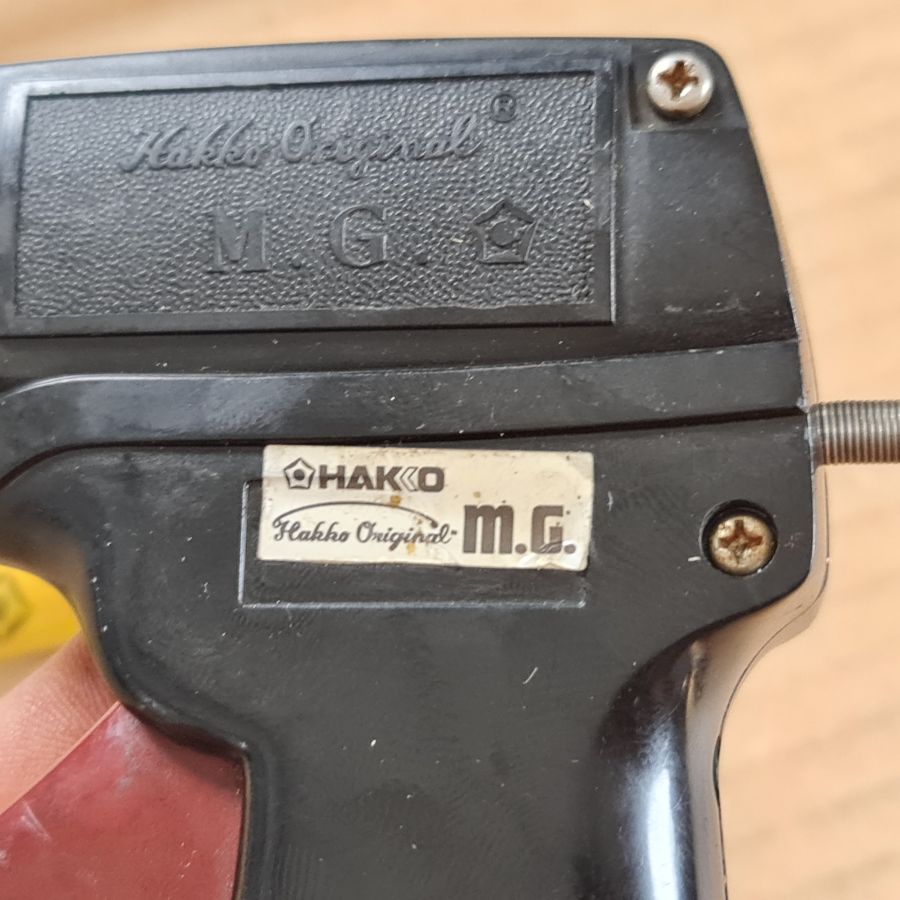 Hakko Original ®
M.G.
HAKKO
Hakko Original M.G.